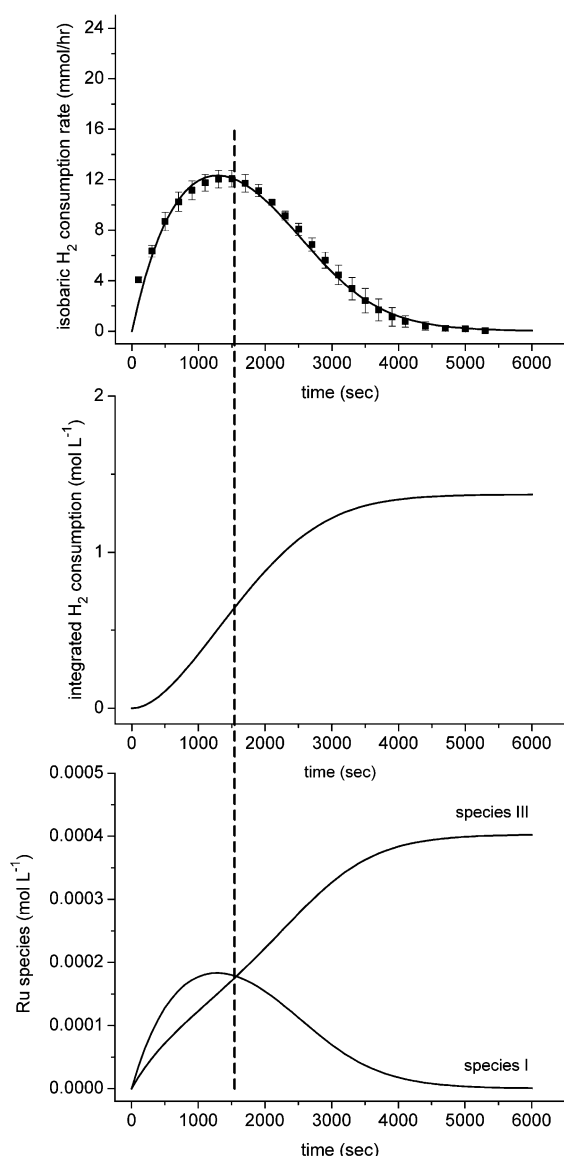 isobaric H2 consumption rate (mmol/hr)
24
20
16
12
8
4
0
0 1000 2000 3000 4000 5000 6000
time (sec)
integrated H2 consumption (mol L-1)
2
1
0
0 1000 2000 3000 4000 5000 6000
time (sec)
Ru species (mol L-1)
0.0005
species III
0.0004
0.0003
0.0002
0.0001
species I
0.0000
0 1000 2000 3000 4000 5000 6000
time (sec)